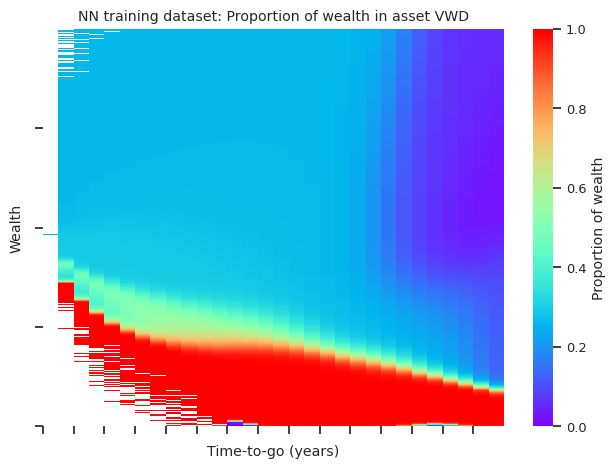 NN training dataset: Proportion of wealth in asset VWD
Wealth
Time-to-go (years)
1.0
0.8
0.6
0.4
0.2
0.0
Proportion of wealth